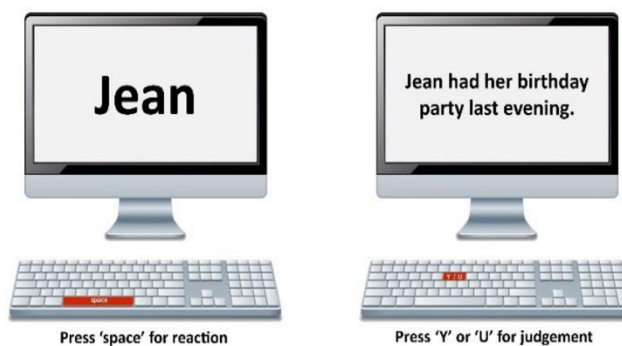 Jean
space
Press 'space' for reaction
Jean had her birthday
party last evening.
Y / U
Press 'Y' or 'U' for judgement